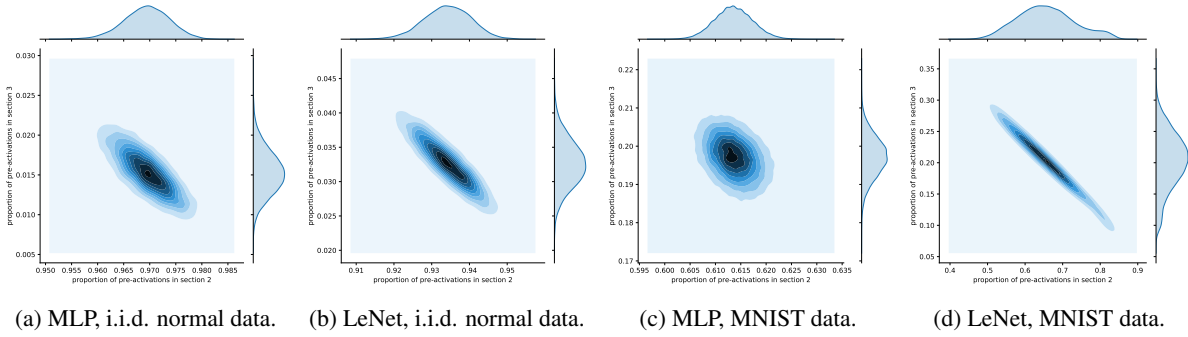 proportion of pre-activations in section 3
0.030
0.025
0.020
0.015
0.010
0.005
0.950 0.955 0.960 0.965 0.970 0.975 0.980 0.985
proportion of pre-activations in section 2
(a) MLP, i.i.d. normal data.
proportion of pre-activations in section 3
0.045
0.040
0.035
0.030
0.025
0.020
0.91 0.92 0.93 0.94 0.95
proportion of pre-activations in section 2
(b) LeNet, i.i.d. normal data.
proportion of pre-activations in section 3
0.22
0.21
0.20
0.19
0.18
0.17
0.595 0.600 0.605 0.610 0.615 0.620 0.625 0.630 0.635
proportion of pre-activations in section 2
(c) MLP, MNIST data.
proportion of pre-activations in section 3
0.35
0.30
0.25
0.20
0.15
0.10
0.05
0.4 0.5 0.6 0.7 0.8 0.9
proportion of pre-activations in section 2
(d) LeNet, MNIST data.